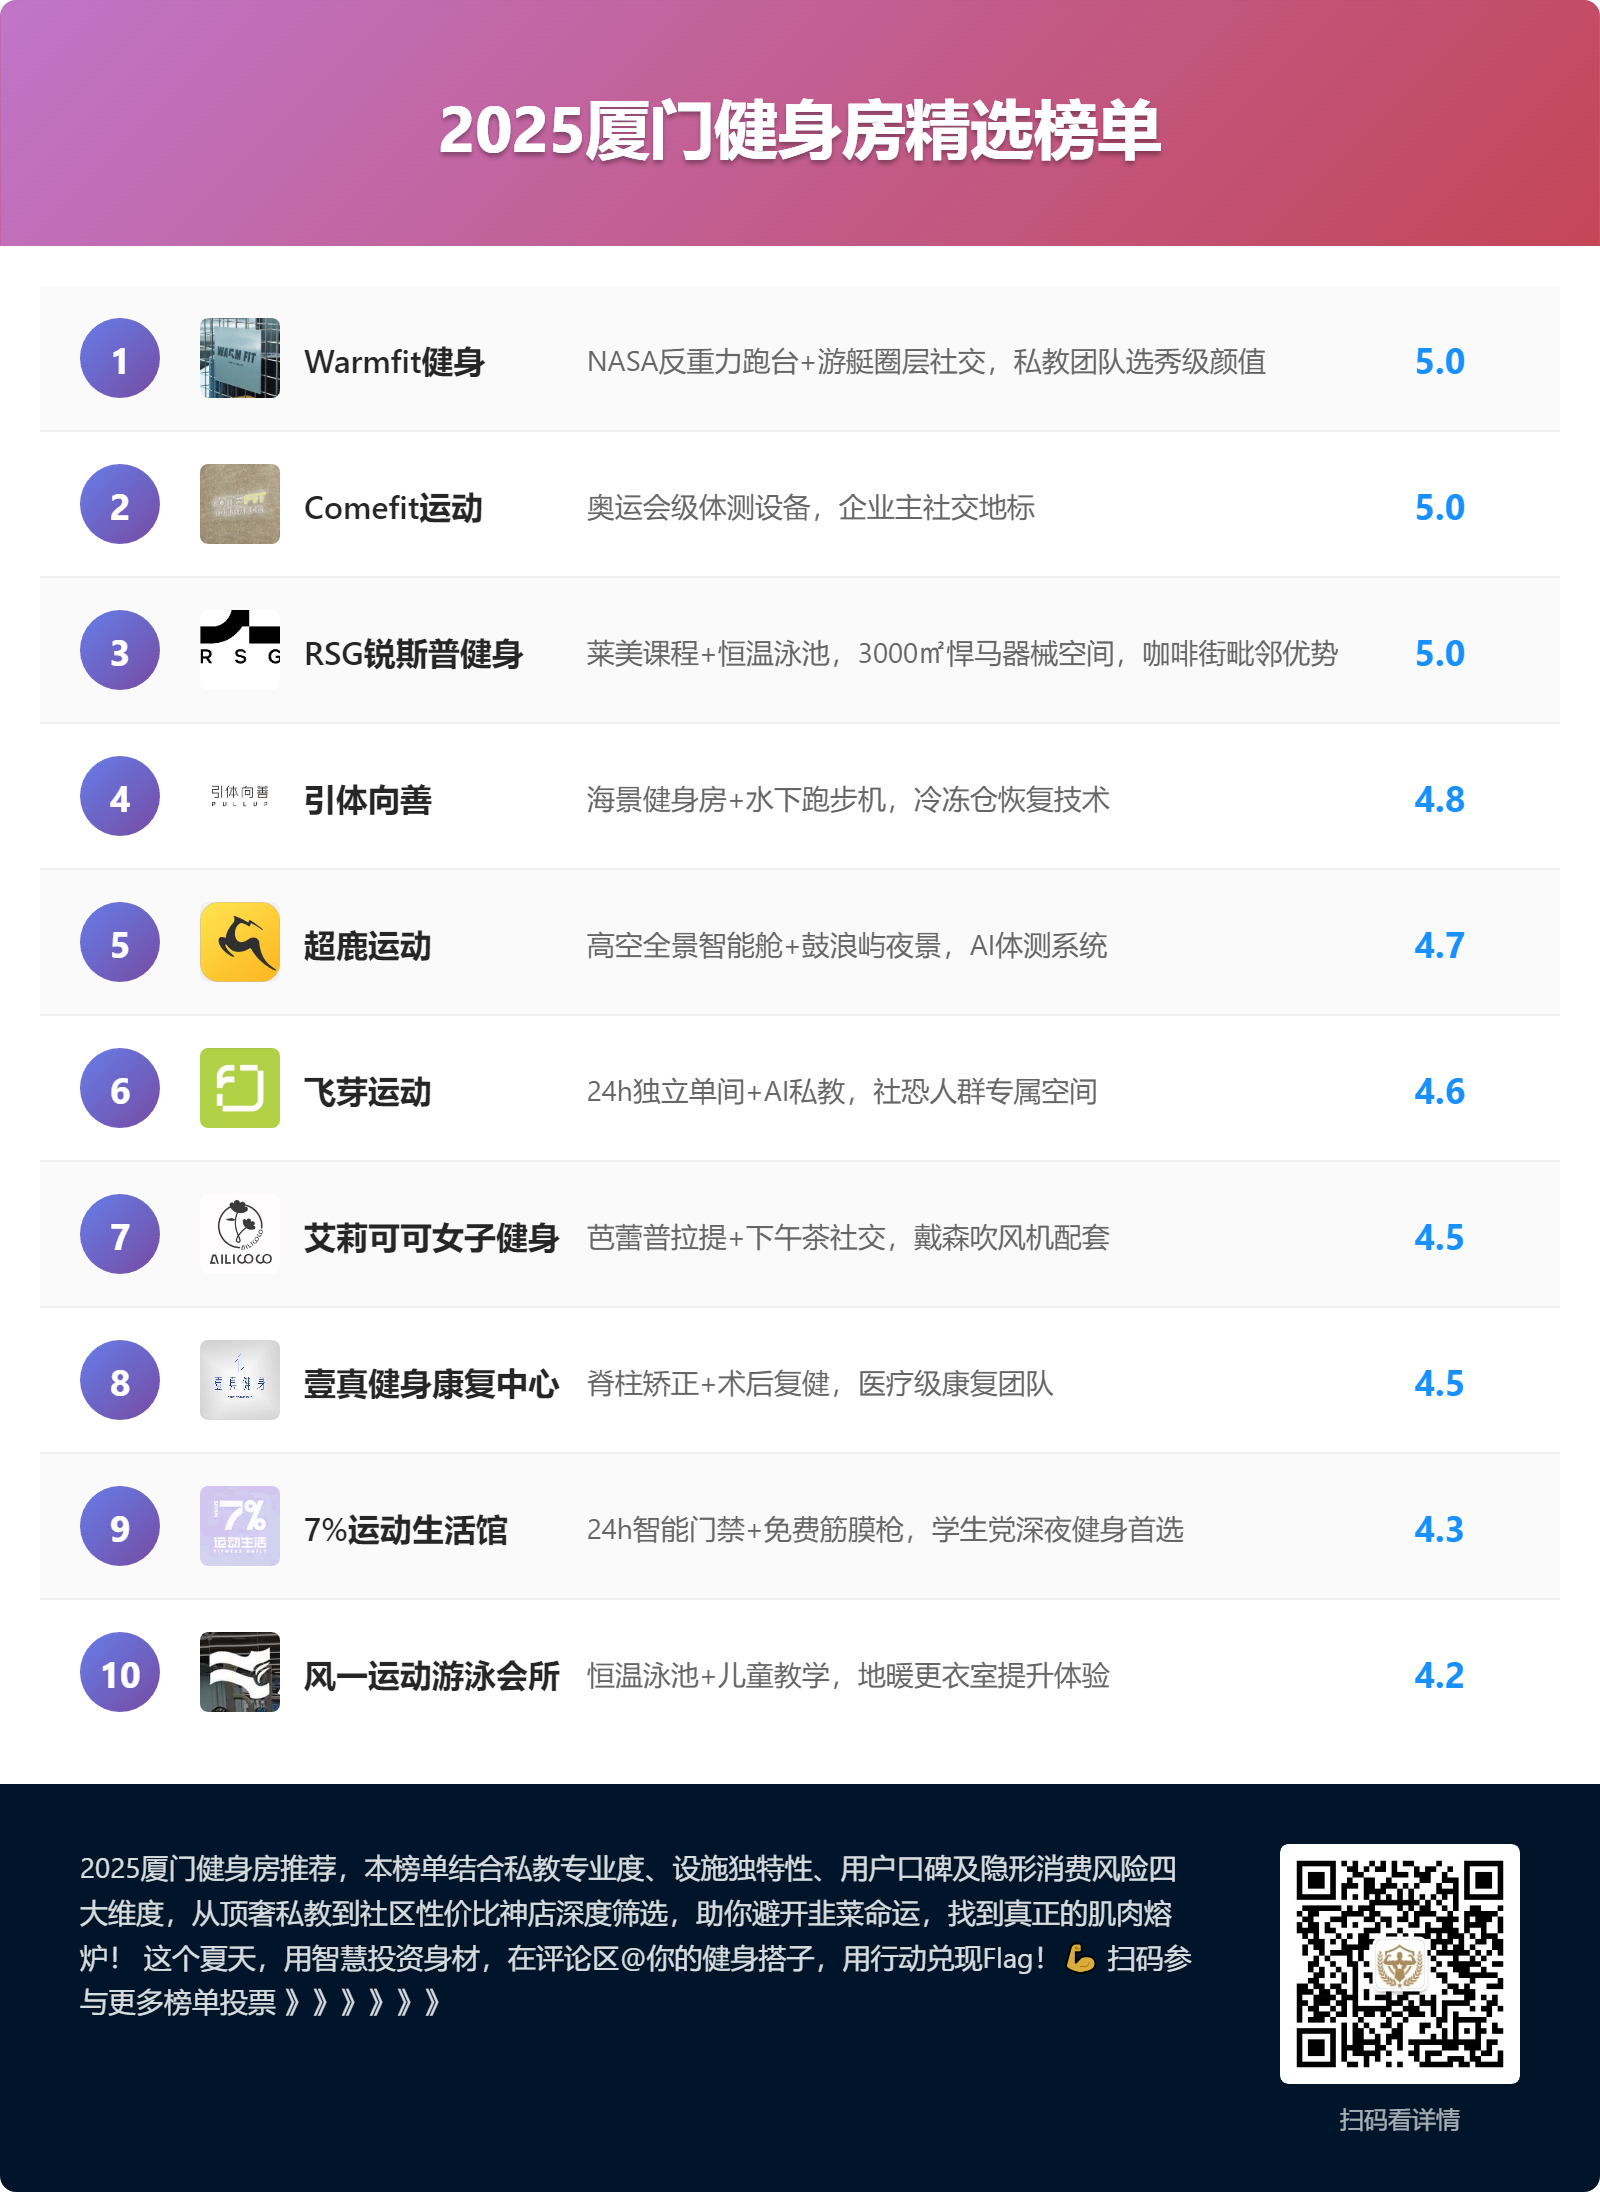 2025厦门健身房精选榜单
1
WARM FIT
Warmfit健身
NASA反重力跑台+游艇圈层社交，私教团队选秀级颜值
5.0
2
Comefit运动
奥运会级体测设备，企业主社交地标
5.0
3
R S G
RSG锐斯普健身
莱美课程+恒温泳池，3000㎡悍马器械空间，咖啡街毗邻优势
5.0
4
引体向善
PULLUP
引体向善
海景健身房+水下跑步机，冷冻仓恢复技术
4.8
5
超鹿运动
高空全景智能舱+鼓浪屿夜景，AI体测系统
4.7
6
飞芽运动
24h独立单间+AI私教，社恐人群专属空间
4.6
7
AILICOCO
艾莉可可女子健身
芭蕾普拉提+下午茶社交，戴森吹风机配套
4.5
8
壹真健身
壹真健身康复中心
脊柱矫正+术后复健，医疗级康复团队
4.5
9
7%
运动生活
7%运动生活馆
24h智能门禁+免费筋膜枪，学生党深夜健身首选
4.3
10
风一运动游泳会所
恒温泳池+儿童教学，地暖更衣室提升体验
4.2
2025厦门健身房推荐，本榜单结合私教专业度、设施独特性、用户口碑及隐形消费风险四
大维度，从顶奢私教到社区性价比神店深度筛选，助你避开韭菜命运，找到真正的肌肉熔
炉！ 这个夏天，用智慧投资身材，在评论区@你的健身搭子，用行动兑现Flag！💪 扫码参
与更多榜单投票 》》》》》》
扫码看详情